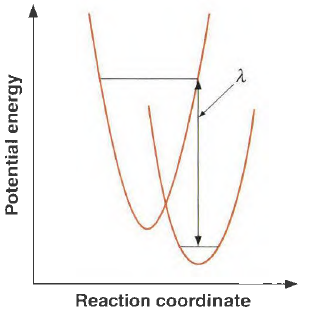 λ
Potential energy
Reaction coordinate